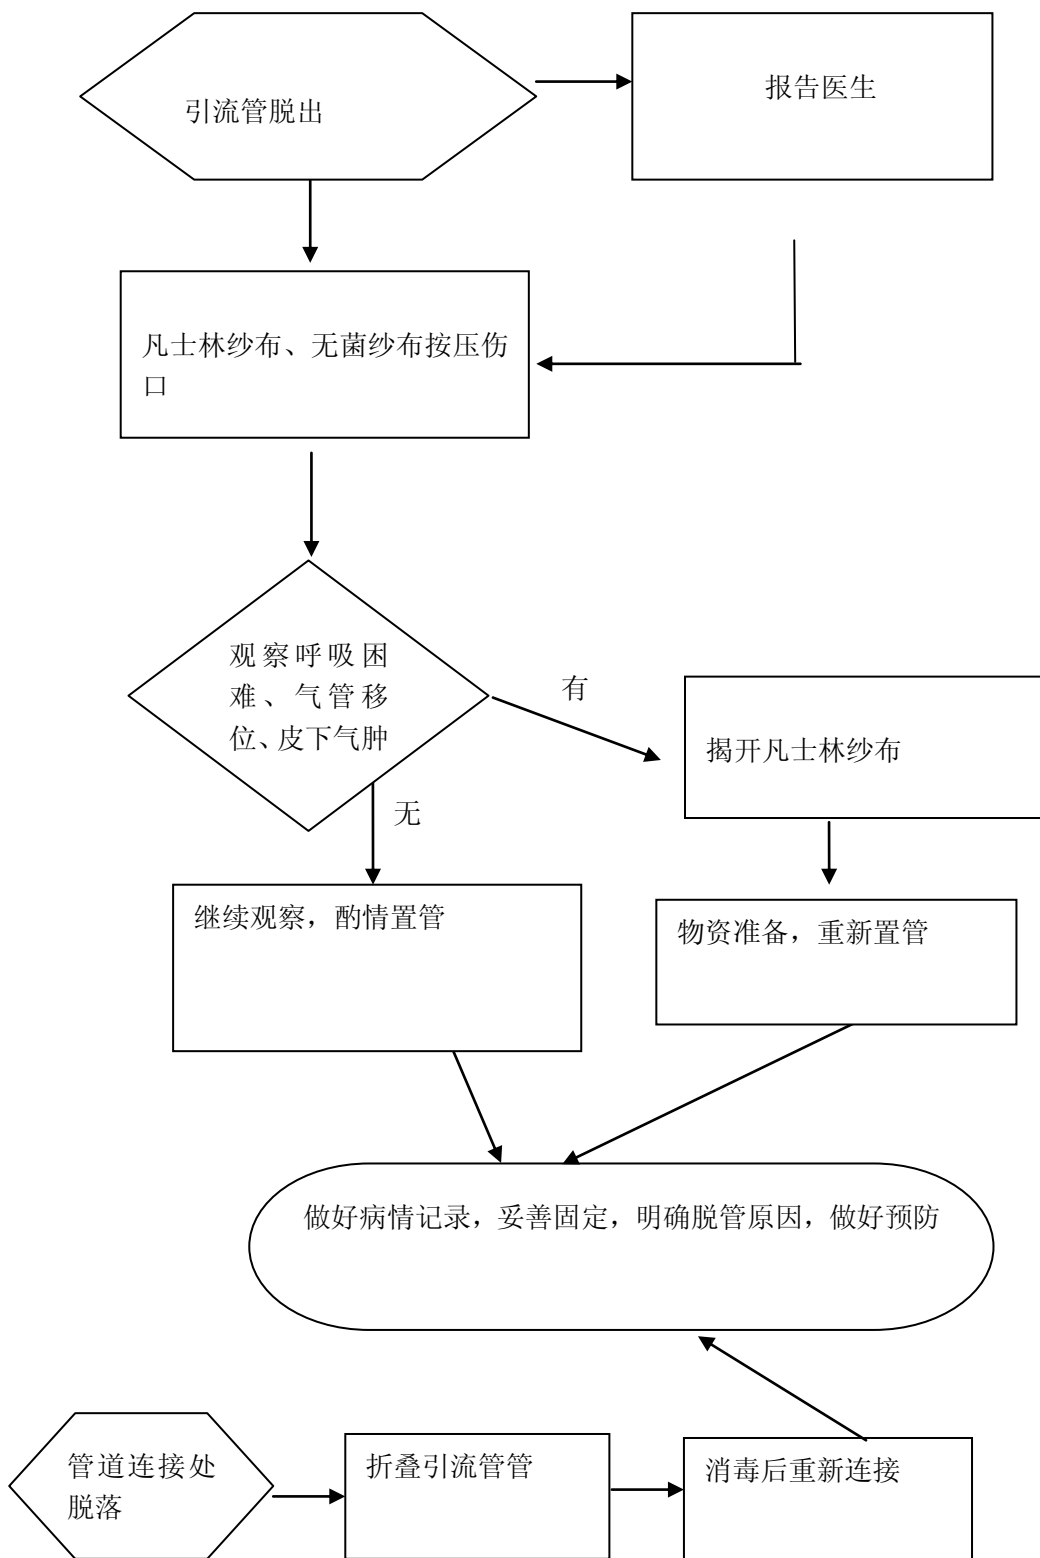 引流管脱出
报告医生
凡士林纱布、无菌纱布按压伤
口
观察呼吸困
难、气管移
位、皮下气肿
有
揭开凡士林纱布
无
继续观察，酌情置管
物资准备，重新置管
做好病情记录，妥善固定，明确脱管原因，做好预防
管道连接处
脱落
折叠引流管管
消毒后重新连接